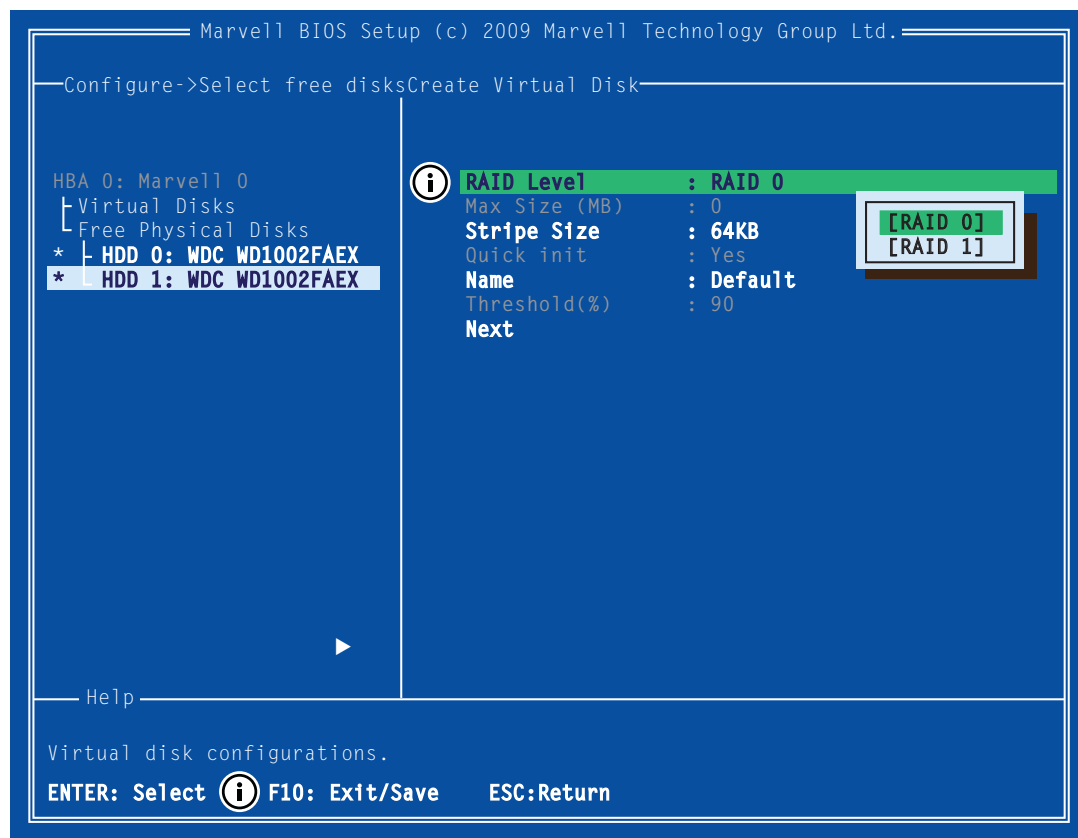 Marvell BIOS Setup (c) 2009 Marvell Technology Group Ltd.
Configure->Select free disksCreate Virtual Disk
HBA 0: Marvell 0
Virtual Disks
Free Physical Disks
* HDD 0: WDC WD1002FAEX
* HDD 1: WDC WD1002FAEX
i
RAID Level : RAID 0
Max Size (MB) : 0
Stripe Size : 64KB
Quick init : Yes
Name : Default
Threshold(%) : 90
Next
[RAID 0]
[RAID 1]
Help
Virtual disk configurations.
ENTER: Select i F10: Exit/Save ESC:Return